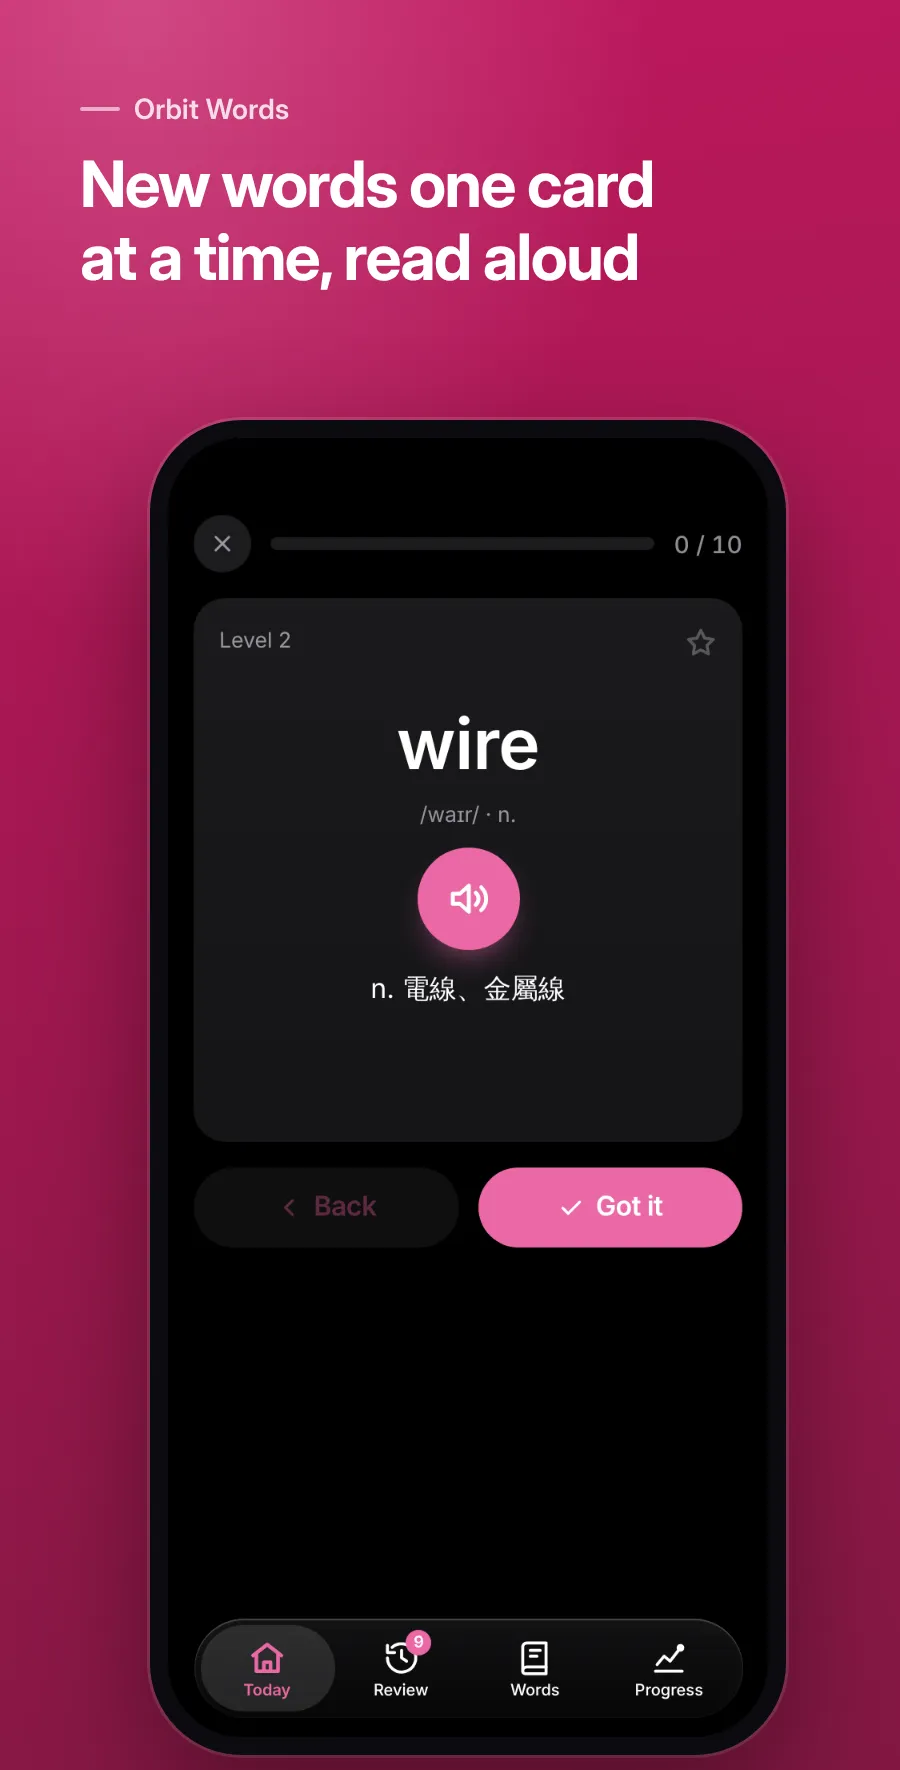 Orbit Words
New words one card
at a time, read aloud
0 / 10
Level 2
wire
/waɪr/ · n.
n. 電線、金屬線
Back
Got it
9
Today
Review
Words
Progress